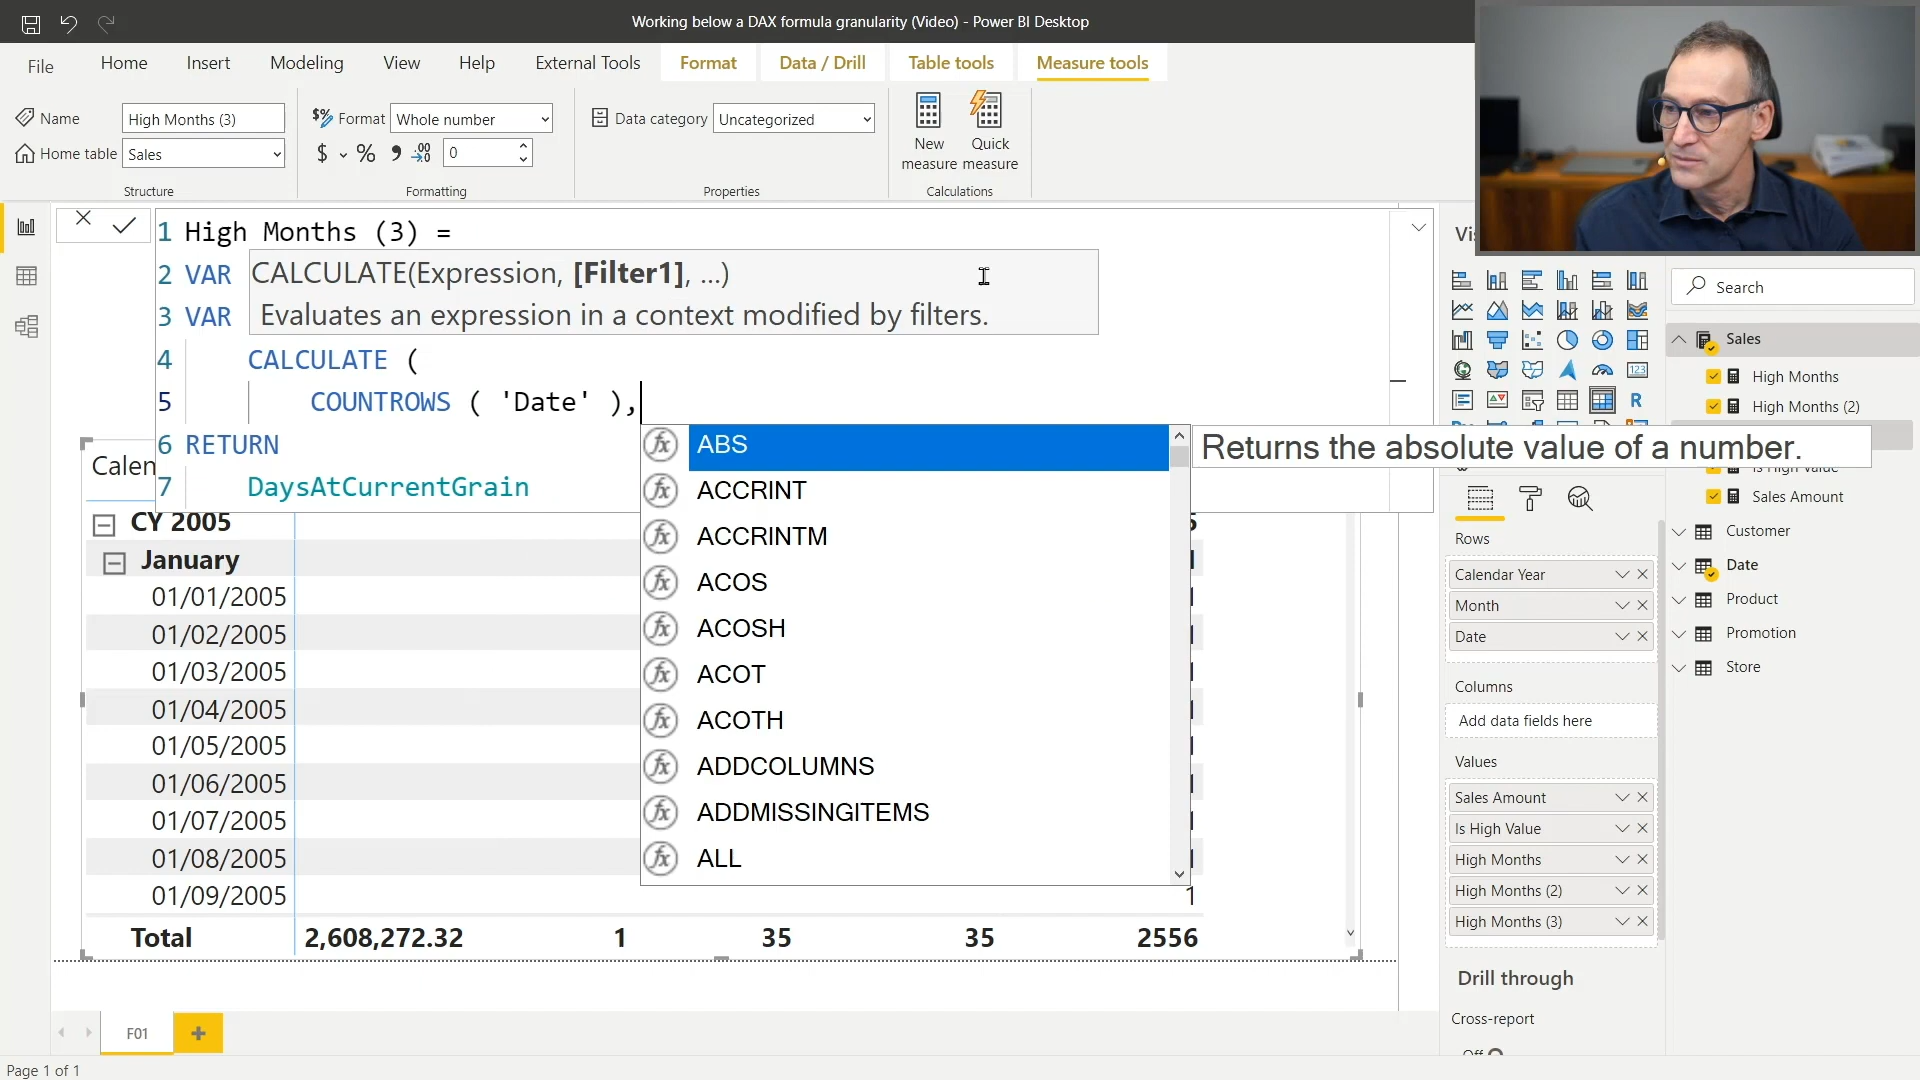 Working below a DAX formula granularity (Video) - Power BI Desktop
File Home Insert Modeling View Help External Tools Format Data / Drill Table tools Measure tools
Name High Months (3)
Home table Sales
Structure
$% Format Whole number
$ % 0
Formatting
Data category Uncategorized
Properties
New measure
Quick measure
Calculations
1 High Months (3) =
2 VAR
3 VAR
CALCULATE(Expression, [Filter1], ...)
Evaluates an expression in a context modified by filters.
4 CALCULATE (
5 COUNTROWS ( 'Date' ),
6 RETURN
7 DaysAtCurrentGrain
ABS
ACCRINT
ACCRINTM
ACOS
ACOSH
ACOT
ACOTH
ADDCOLUMNS
ADDMISSINGITEMS
ALL
Returns the absolute value of a number.
Calen
CY 2005
January
01/01/2005
01/02/2005
01/03/2005
01/04/2005
01/05/2005
01/06/2005
01/07/2005
01/08/2005
01/09/2005 1
Total 2,608,272.32 1 35 35 2556
F01
Page 1 of 1
Vi
123
R
Rows
Calendar Year
Month
Date
Columns
Add data fields here
Values
Sales Amount
Is High Value
High Months
High Months (2)
High Months (3)
Drill through
Cross-report
Off
Search
Sales
High Months
High Months (2)
Is High Value
Sales Amount
Customer
Date
Product
Promotion
Store